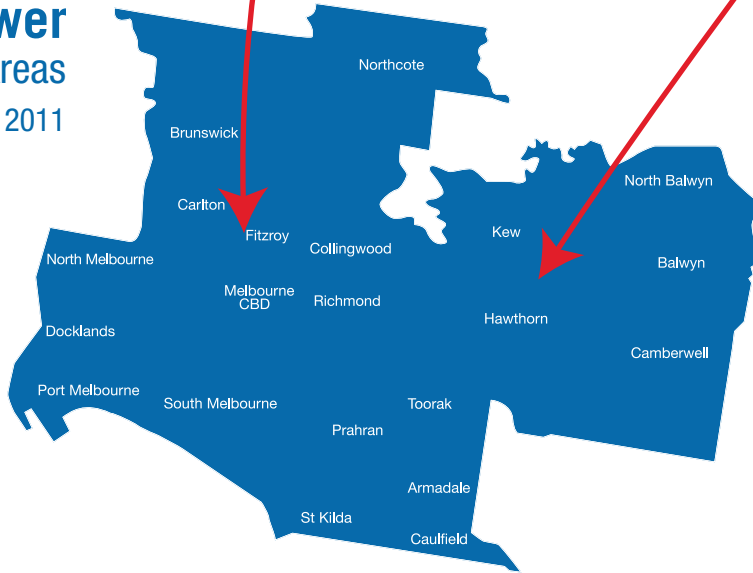 wer
reas
2011
Northcote
Brunswick
North Balwyn
Carlton
Kew
Fitzroy
Collingwood
North Melbourne
Balwyn
Melbourne
CBD
Richmond
Hawthorn
Docklands
Camberwell
Port Melbourne
South Melbourne
Toorak
Prahran
Armadale
St Kilda
Caulfield